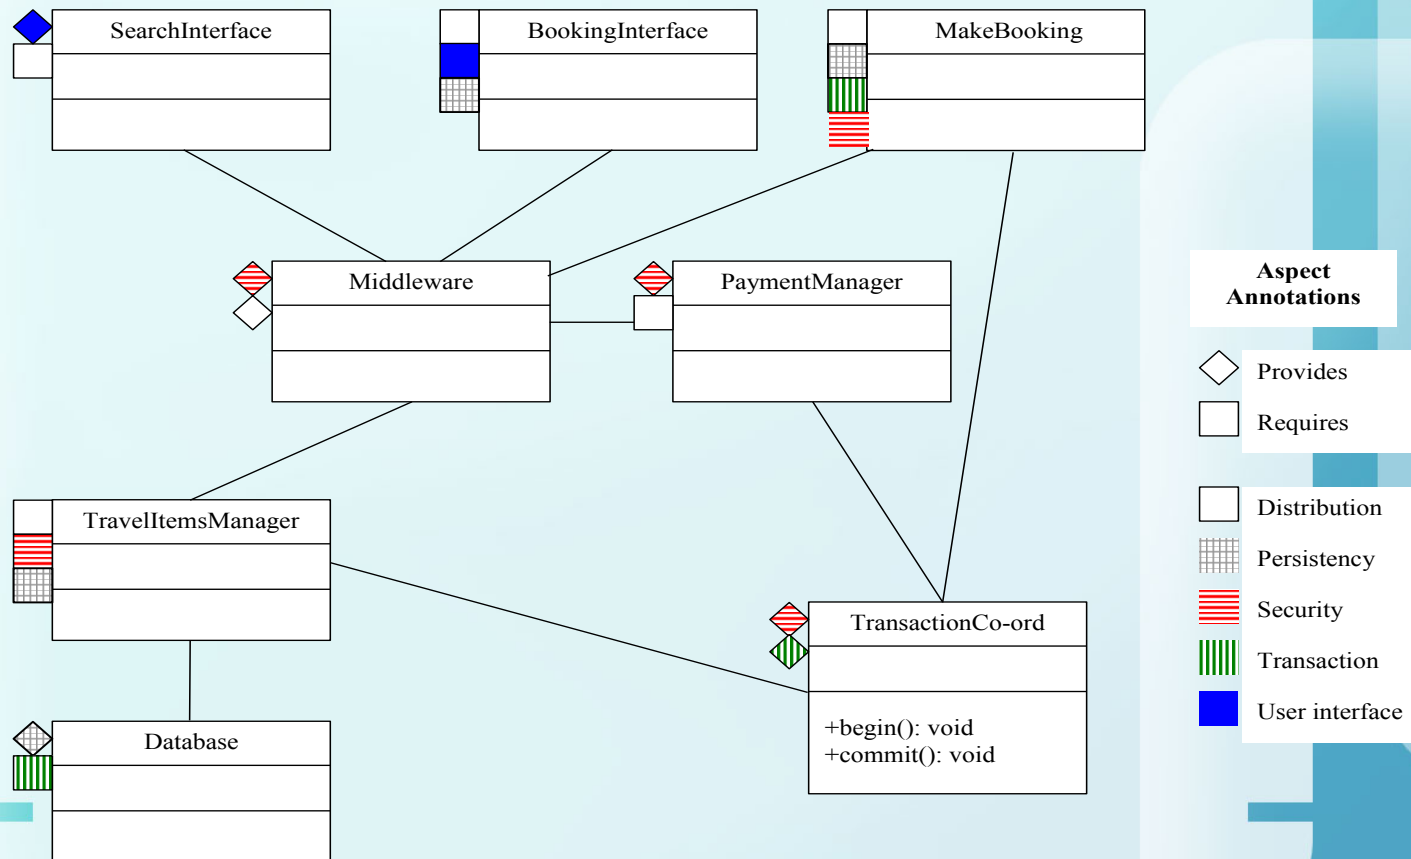 SearchInterface
BookingInterface
MakeBooking
Middleware
PaymentManager
Aspect
Annotations
Provides
Requires
Distribution
Persistency
Security
Transaction
User interface
TravelItemsManager
TransactionCo-ord
+begin(): void
+commit(): void
Database